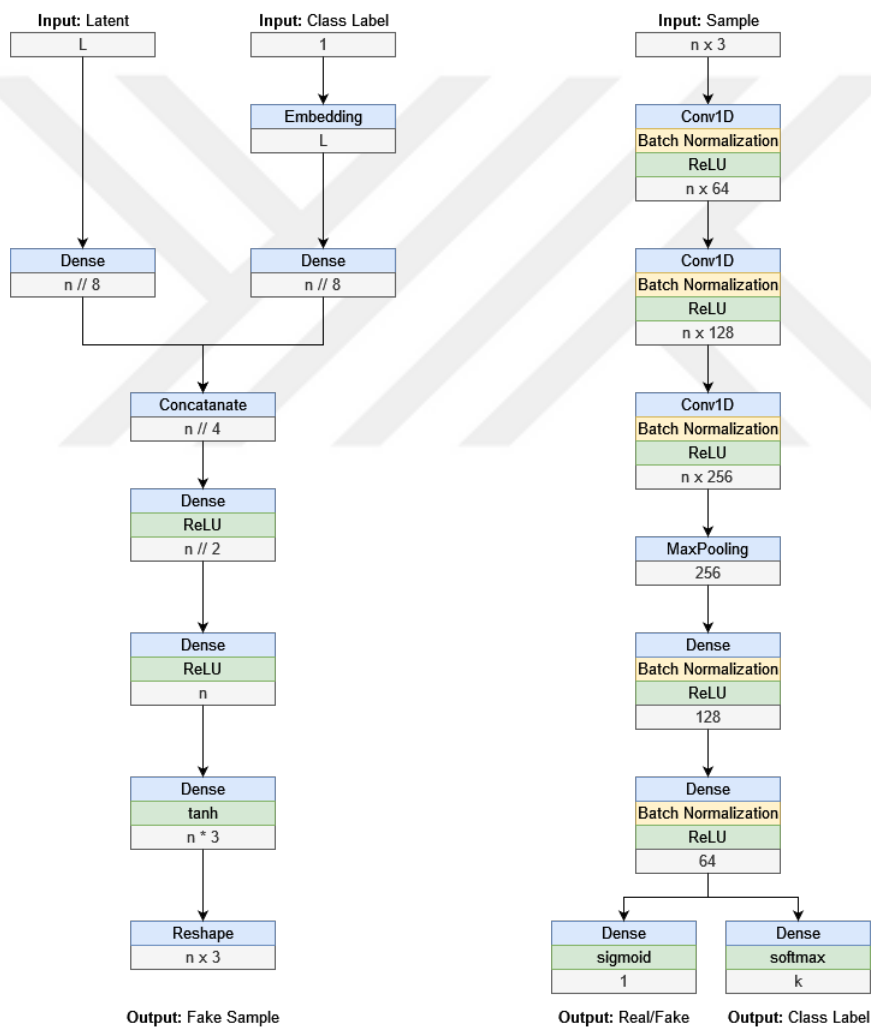 Input: Latent
L
Input: Class Label
1
Embedding
L
Dense
n // 8
Dense
n // 8
Concatanate
n // 4
Dense
ReLU
n // 2
Dense
ReLU
n
Dense
tanh
n * 3
Reshape
n x 3
Output: Fake Sample
Input: Sample
n x 3
Conv1D
Batch Normalization
ReLU
n x 64
Conv1D
Batch Normalization
ReLU
n x 128
Conv1D
Batch Normalization
ReLU
n x 256
MaxPooling
256
Dense
Batch Normalization
ReLU
128
Dense
Batch Normalization
ReLU
64
Dense
sigmoid
1
Output: Real/Fake
Dense
softmax
k
Output: Class Label